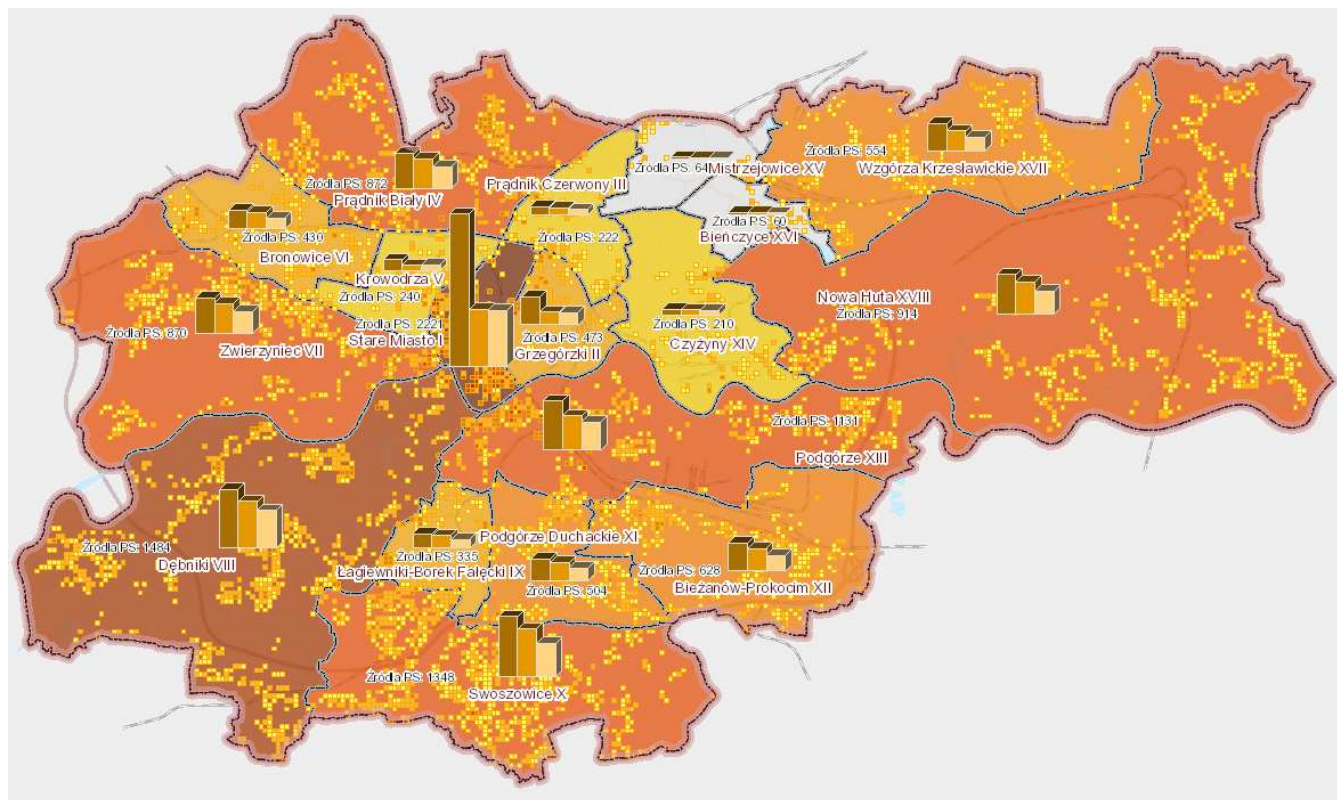 Źródła PS: 554
Wzgórza Krzesławickie XVII
Źródła PS: 64
Mistrzejowice XV
Źródła PS: 872
Prądnik Biały IV
Prądnik Czerwony III
Źródła PS: 222
Źródła PS: 60
Bieńczyce XVI
Źródła PS: 430
Bronowice VI
Krowodrza V
Źródła PS: 240
Źródła PS: 2221
Stare Miasto I
Źródła PS: 473
Grzegórzki II
Źródła PS: 210
Czyżyny XIV
Nowa Huta XVIII
Źródła PS: 914
Źródła PS: 870
Zwierzyniec VII
Źródła PS: 1131
Podgórze XIII
Źródła PS: 1484
Dębniki VIII
Źródła PS: 335
Łagiewniki-Borek Fałęcki IX
Podgórze Duchackie XI
Źródła PS: 504
Źródła PS: 628
Bieżanów-Prokocim XII
Źródła PS: 1348
Swoszowice X